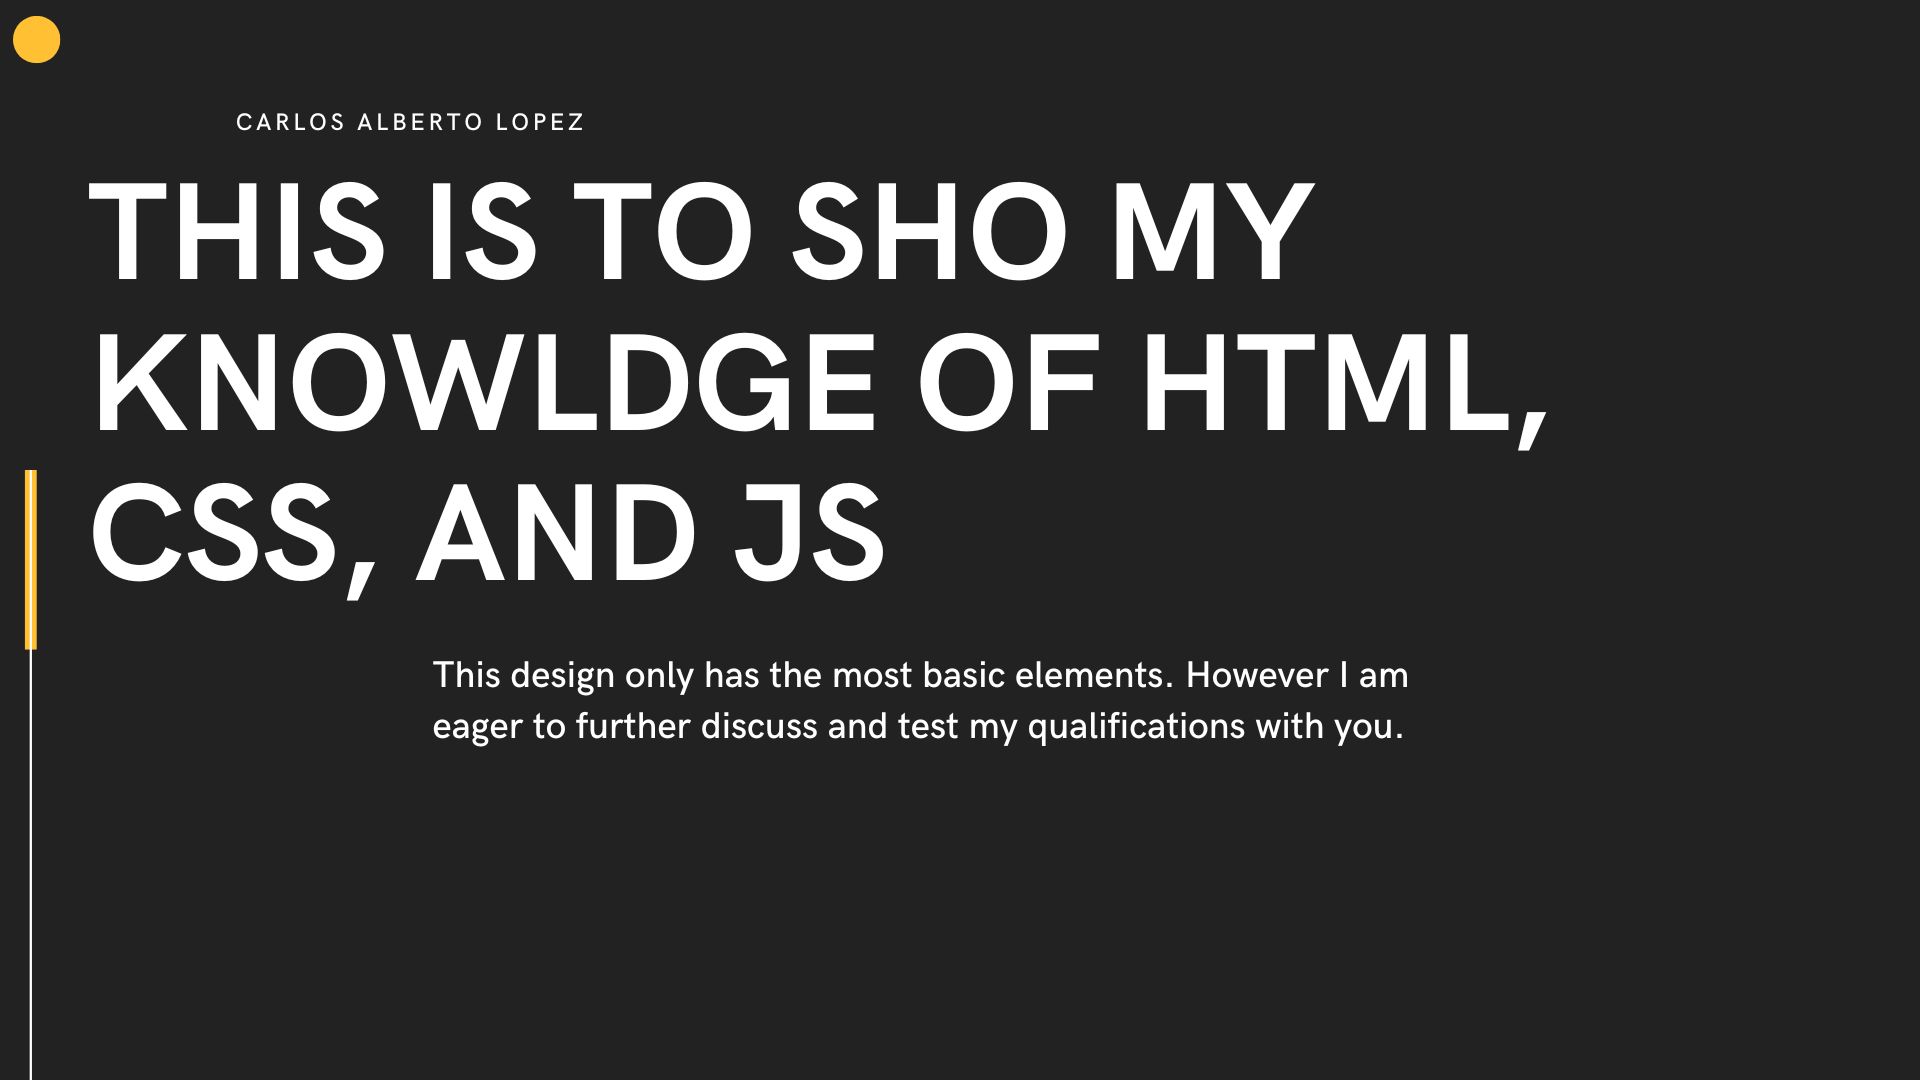 CARLOS ALBERTO LOPEZ
THIS IS TO SHO MY
KNOWLDGE OF HTML,
CSS, AND JS
This design only has the most basic elements. However I am
eager to further discuss and test my qualifications with you.